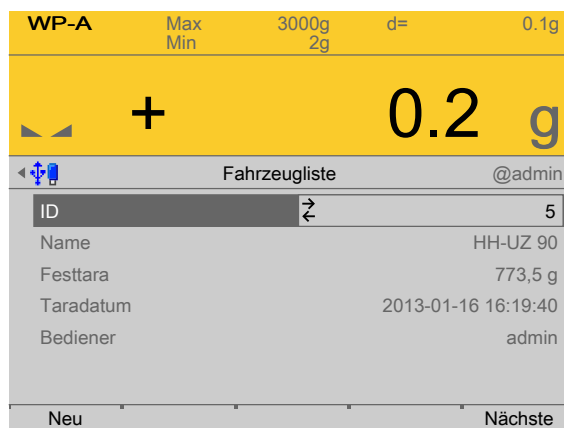 WP-A Max 3000g d= 0.1g
Min 2g
+ 0.2 g
Fahrzeugliste @admin
ID 5
Name HH-UZ 90
Festtara 773,5 g
Taradatum 2013-01-16 16:19:40
Bediener admin
Neu Nächste